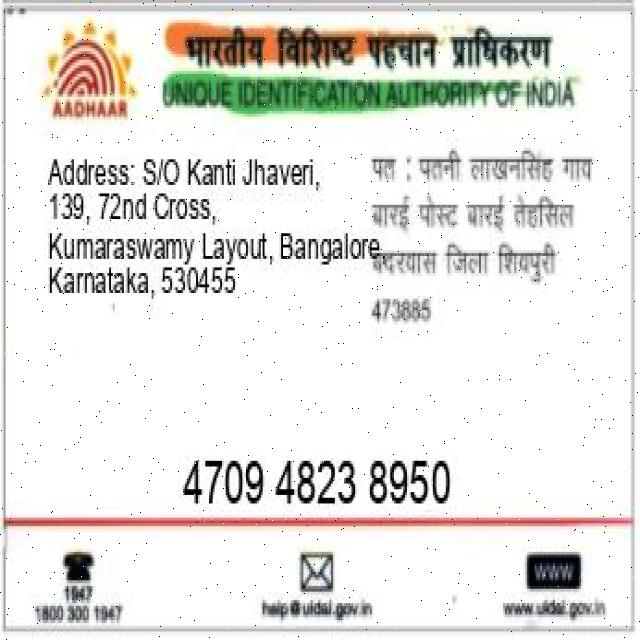 भारतीय विशिष्ट पहचान प्राधिकरण
AADHAAR
UNIQUE IDENTIFICATION AUTHORITY OF INDIA
Address: S/O Kanti Jhaveri,
139, 72nd Cross,
Kumaraswamy Layout, Bangalore
Karnataka, 530455
पत : पतनी लाखनसिंह गाव
बारई पोस्ट बारई तेहसिल
बदरवास जिला शिवपुरी
473885
4709 4823 8950
1947
1800 300 1947
help@uidai.gov.in
WWW
www.uidai.gov.in